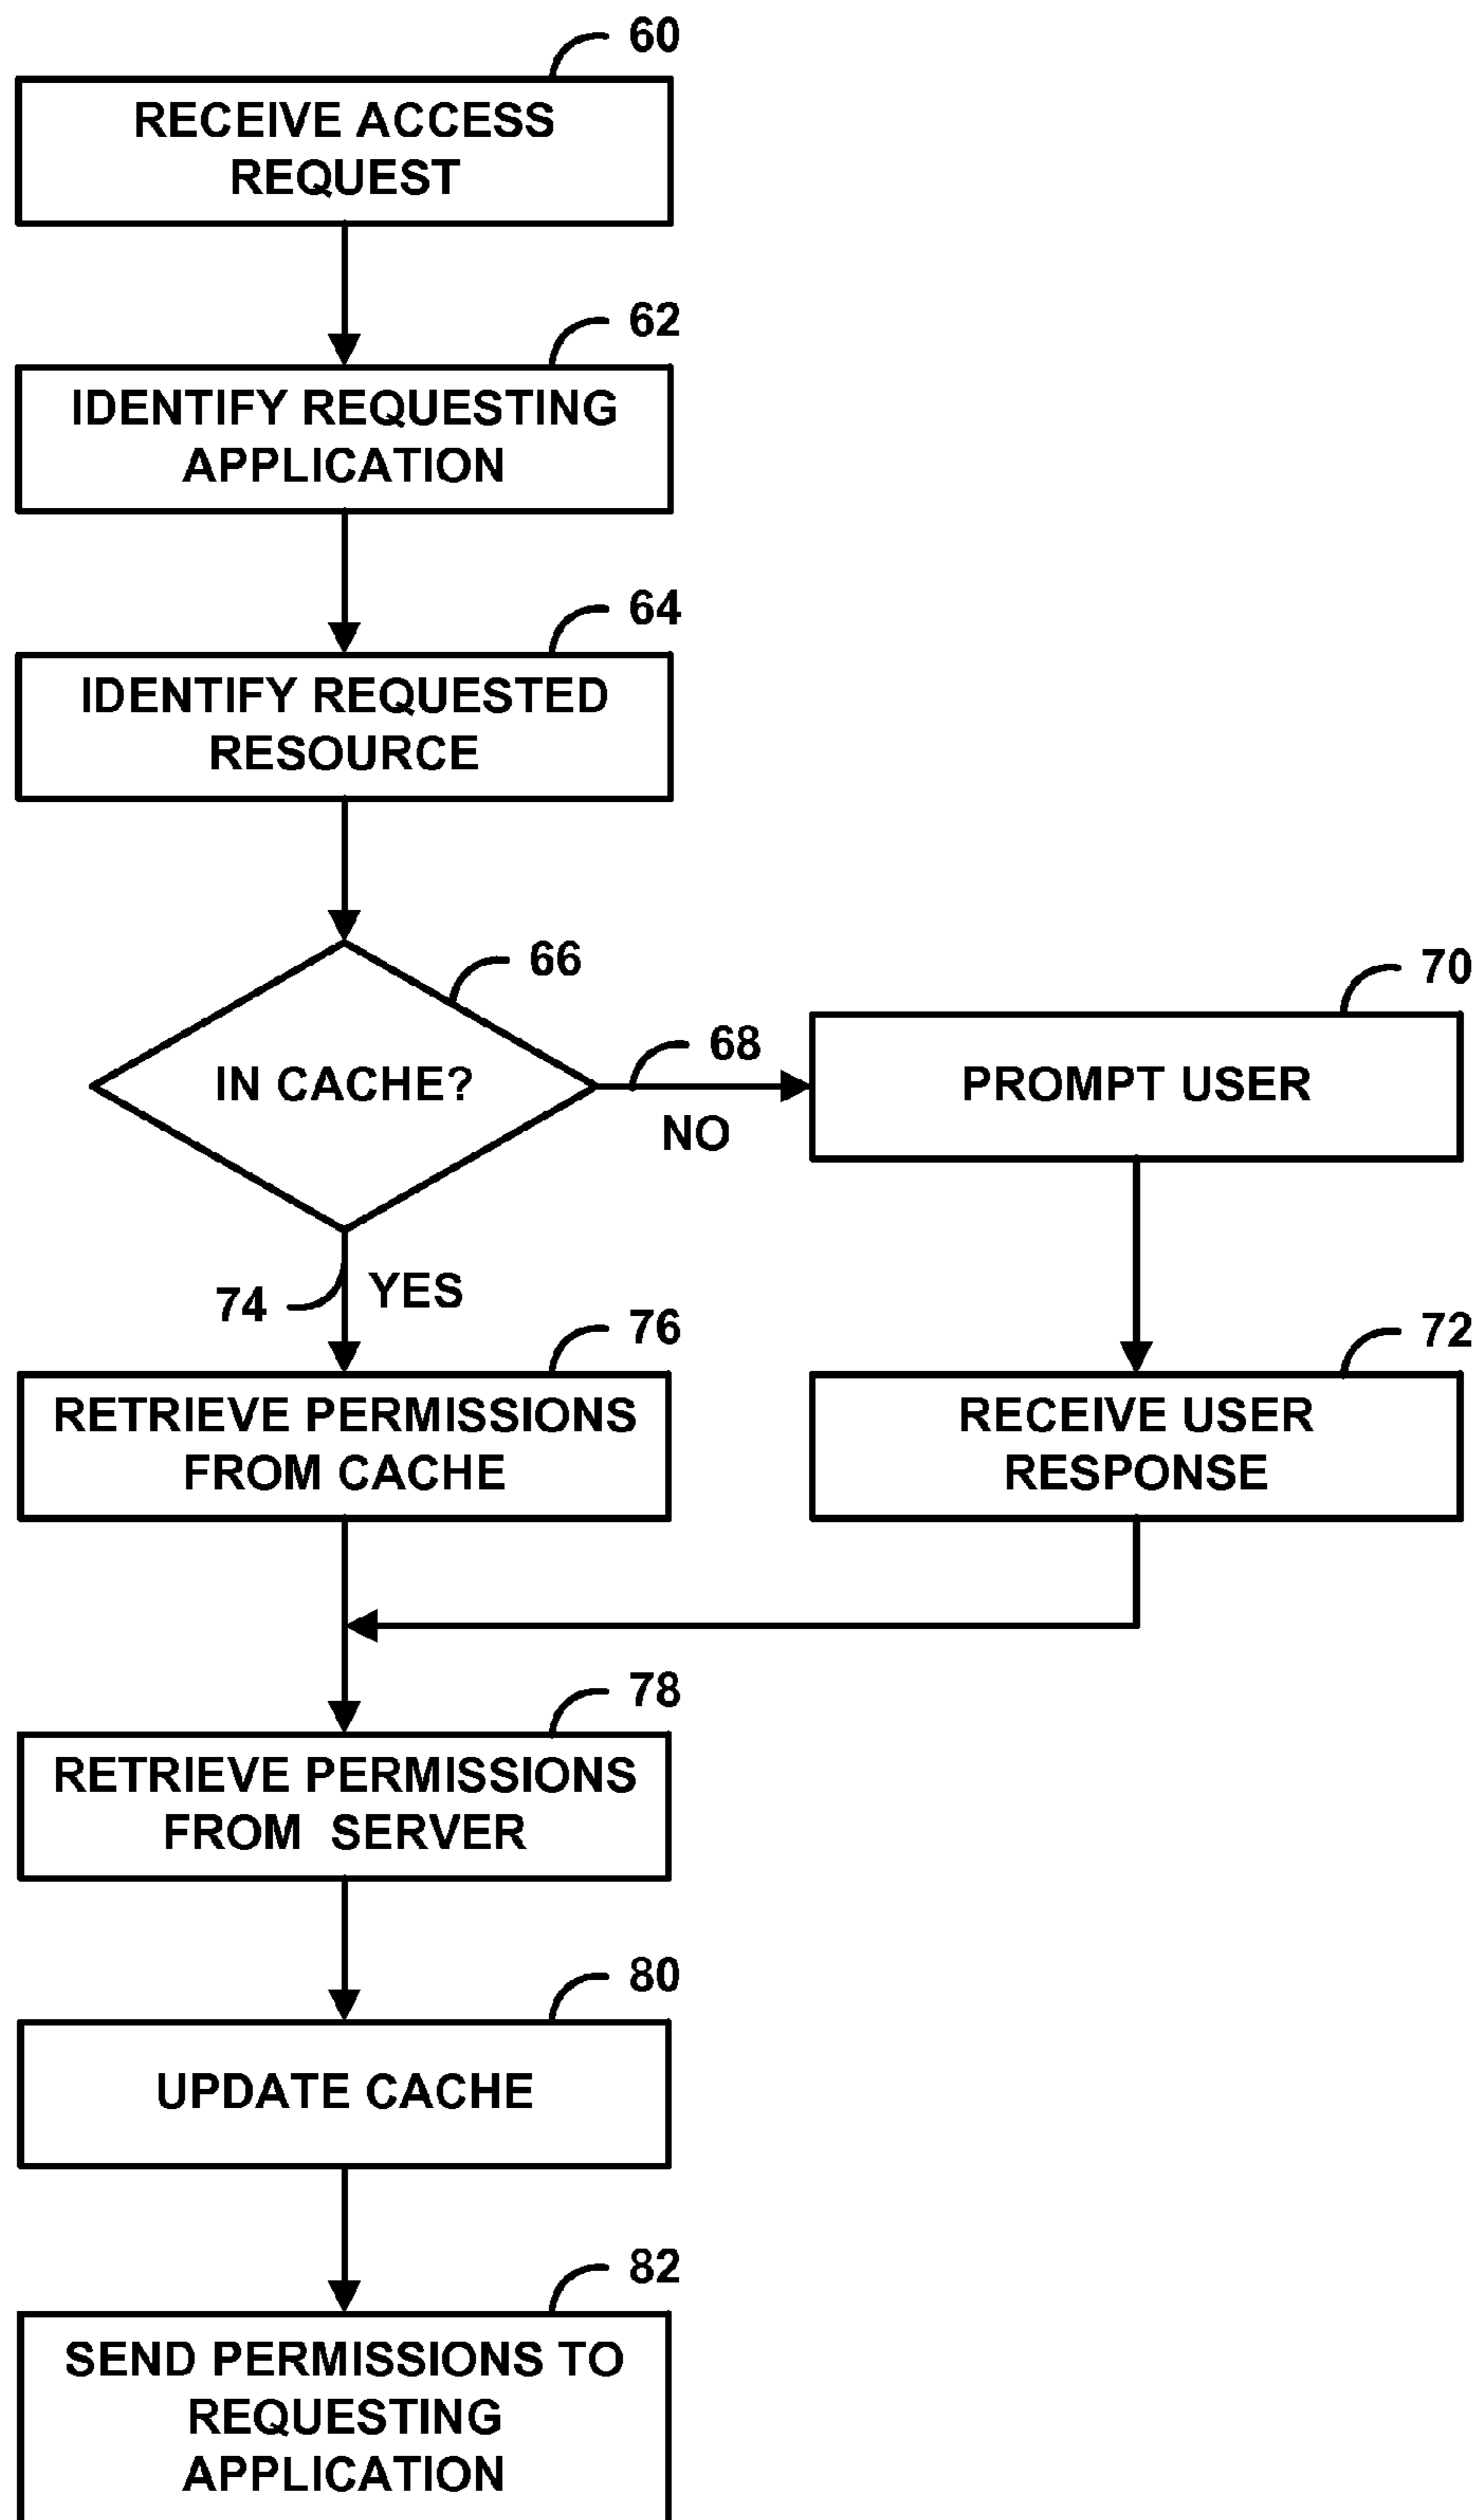 60
RECEIVE ACCESS
REQUEST
62
IDENTIFY REQUESTING
APPLICATION
64
IDENTIFY REQUESTED
RESOURCE
66
IN CACHE?
68
NO
70
PROMPT USER
74
YES
76
RETRIEVE PERMISSIONS
FROM CACHE
72
RECEIVE USER
RESPONSE
78
RETRIEVE PERMISSIONS
FROM SERVER
80
UPDATE CACHE
82
SEND PERMISSIONS TO
REQUESTING
APPLICATION